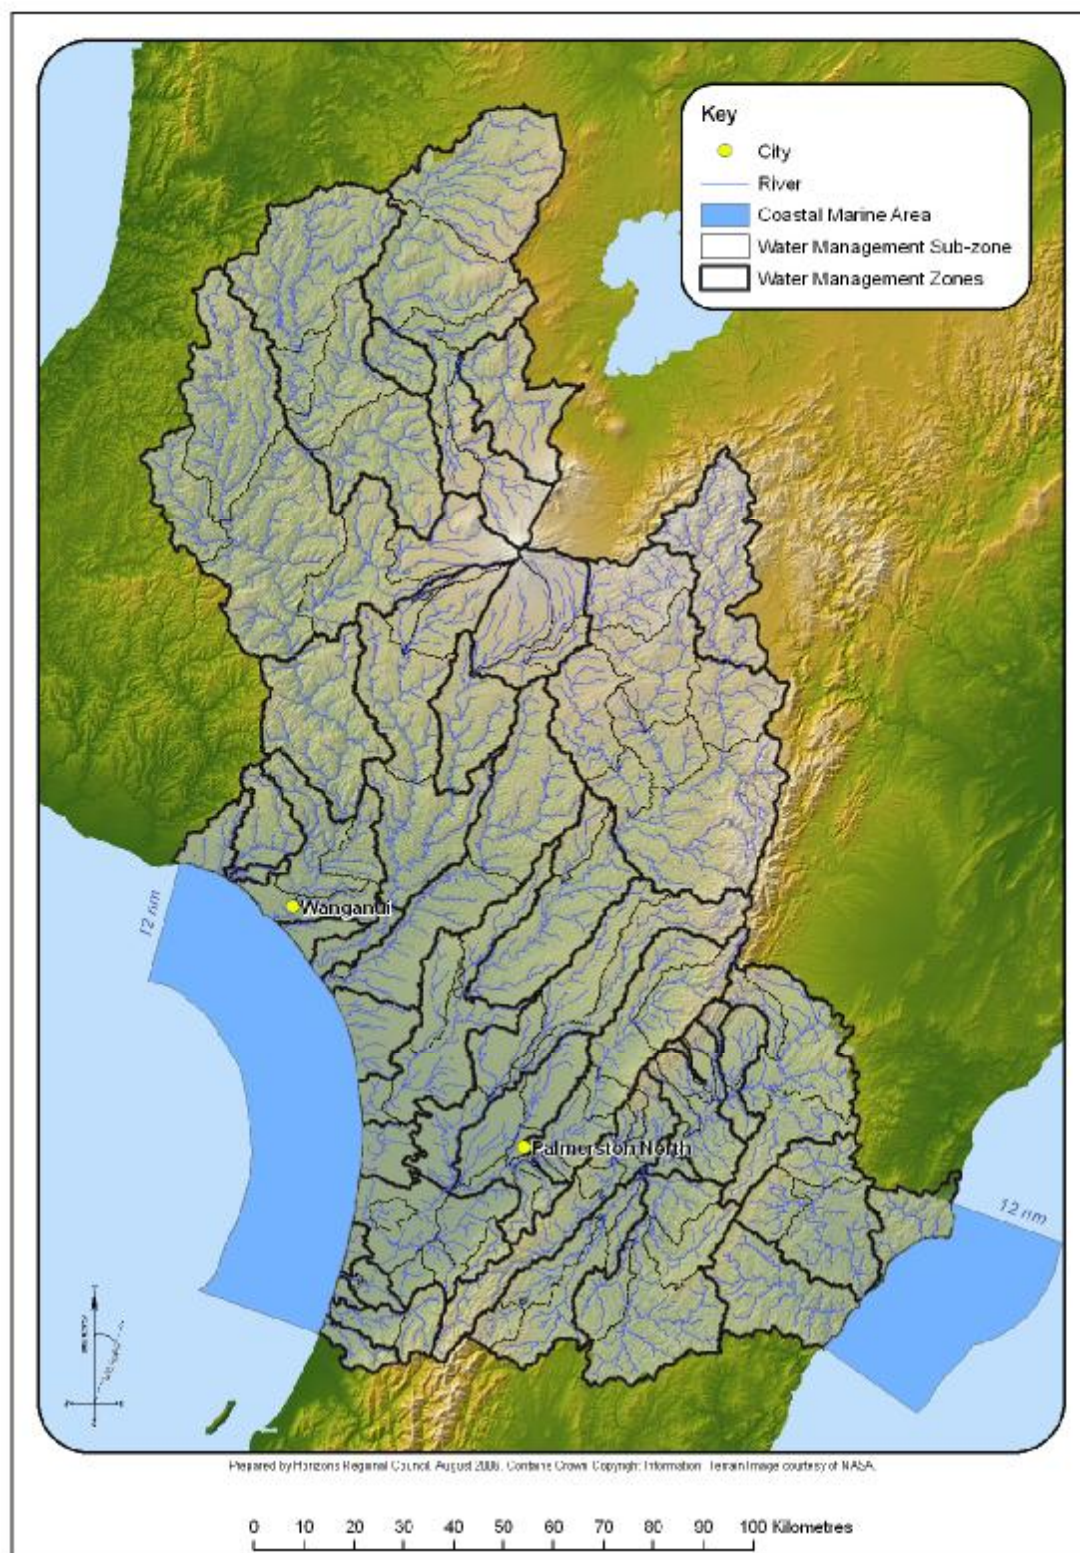 Key
City
River
Coastal Marine Area
Water Management Sub-zone
Water Management Zones
12 nm
Wanganui
Palmerston North
12 nm
Prepared by Horizons Regional Council, August 2006. Contains Crown Copyright Information. Terrain Image courtesy of NASA.
0 10 20 30 40 50 60 70 80 90 100 Kilometres